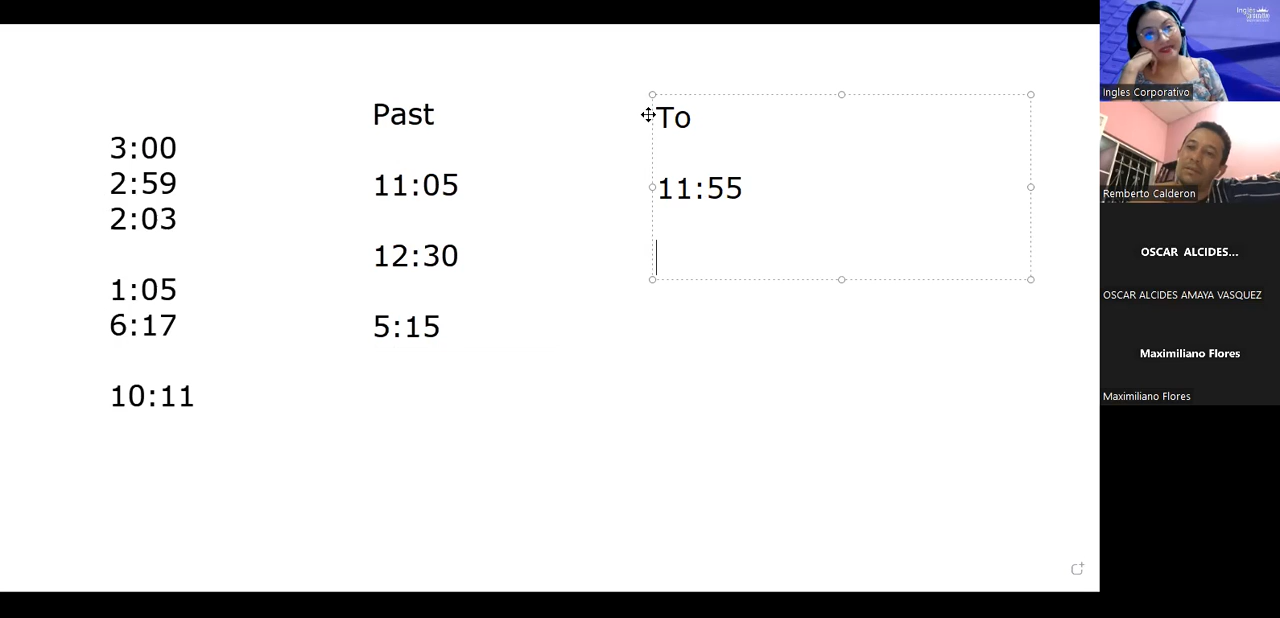 3:00
2:59
2:03
1:05
6:17
10:11
Past
11:05
12:30
5:15
To
11:55
Ingles Corporativo
Remberto Calderon
OSCAR ALCIDES...
OSCAR ALCIDES AMAYA VASQUEZ
Maximiliano Flores
Maximiliano Flores